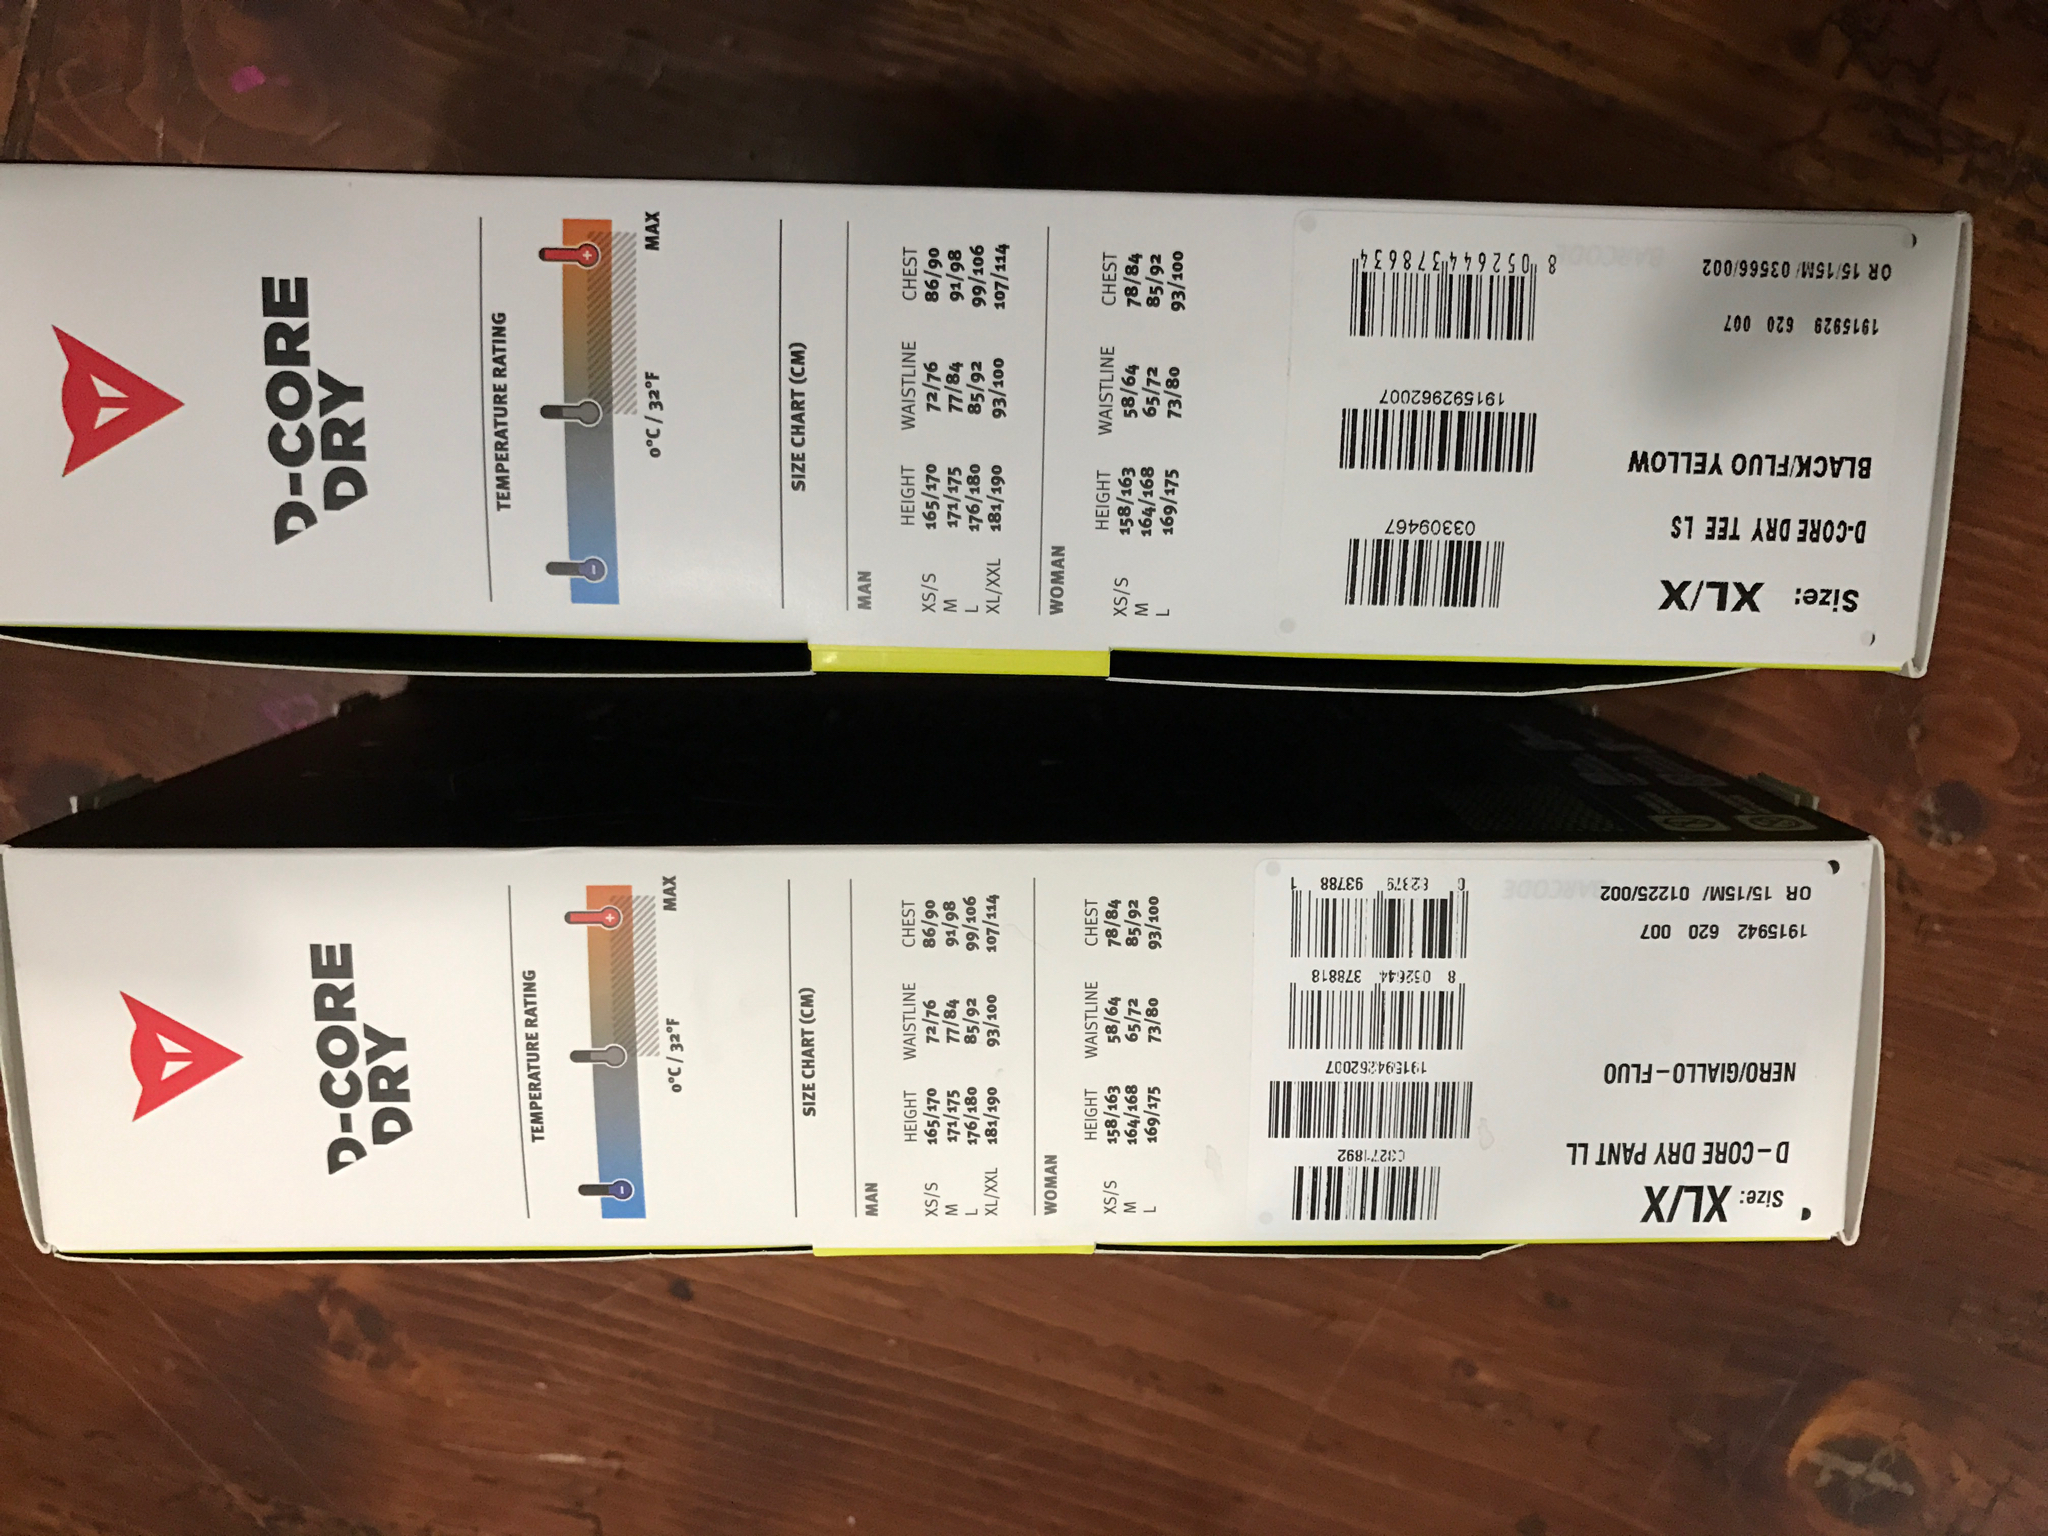 D-CORE
DRY
TEMPERATURE RATING
+
-
0°C / 32°F
MAX
SIZE CHART (CM)
MAN
HEIGHT WAISTLINE CHEST
XS/S 165/170 72/76 86/90
M 171/175 77/84 91/98
L 176/180 85/92 99/106
XL/XXL 181/190 93/100 107/114
WOMAN
HEIGHT WAISTLINE CHEST
XS/S 158/163 58/64 78/84
M 164/168 65/72 85/92
L 169/175 73/80 93/100
Size: XL/X
D-CORE DRY TEE LS
BLACK/FLUO YELLOW
1915929 620 007
OR 15/15M/ 03566/002
03309467
191592962007
8 052644 378634
BARCODE
D-CORE
DRY
TEMPERATURE RATING
+
-
0°C / 32°F
MAX
SIZE CHART (CM)
MAN
HEIGHT WAISTLINE CHEST
XS/S 165/170 72/76 86/90
M 171/175 77/84 91/98
L 176/180 85/92 99/106
XL/XXL 181/190 93/100 107/114
WOMAN
HEIGHT WAISTLINE CHEST
XS/S 158/163 58/64 78/84
M 164/168 65/72 85/92
L 169/175 73/80 93/100
Size: XL/X
D-CORE DRY PANT LL
NERO/GIALLO-FLUO
1915942 620 007
OR 15/15M/ 01225/002
03271892
191594262007
8 052644 378818
93788 1
BARCODE